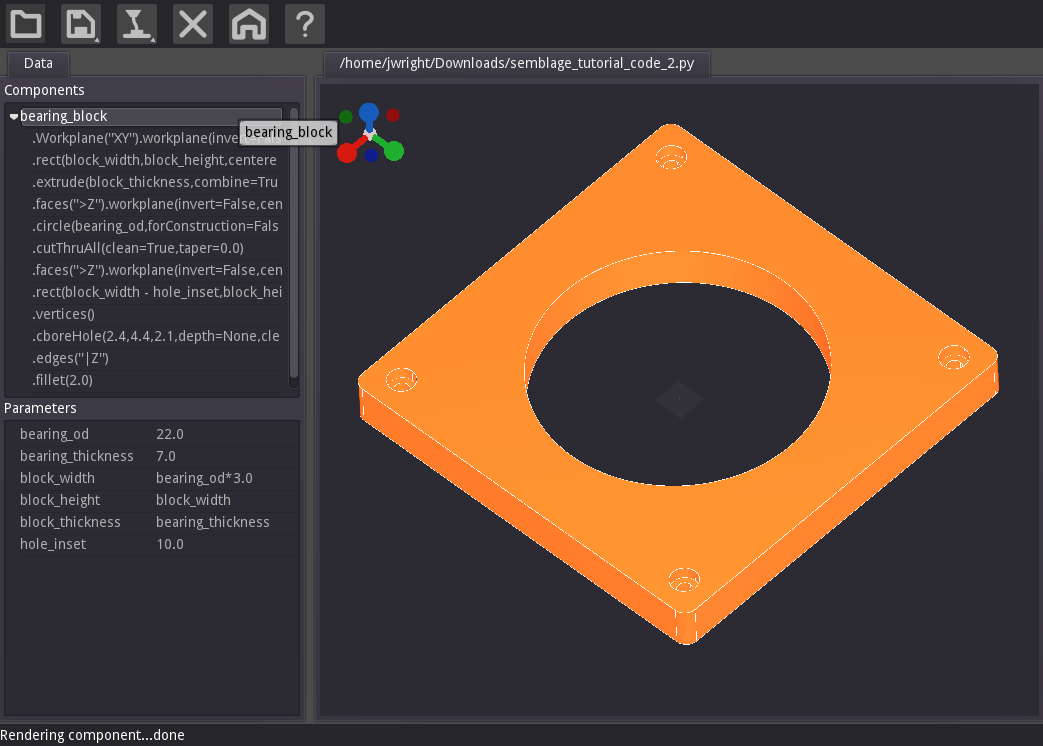 ?
Data
/home/jwright/Downloads/semblage_tutorial_code_2.py
Components
bearing_block
bearing_block
.Workplane("XY").workplane(inver
.rect(block_width,block_height,centere
.extrude(block_thickness,combine=Tru
.faces(">Z").workplane(invert=False,cen
.circle(bearing_od,forConstruction=Fals
.cutThruAll(clean=True,taper=0.0)
.faces(">Z").workplane(invert=False,cen
.rect(block_width - hole_inset,block_hei
.vertices()
.cboreHole(2.4,4.4,2.1,depth=None,cle
.edges("|Z")
.fillet(2.0)
Parameters
bearing_od 22.0
bearing_thickness 7.0
block_width bearing_od*3.0
block_height block_width
block_thickness bearing_thickness
hole_inset 10.0
Rendering component...done